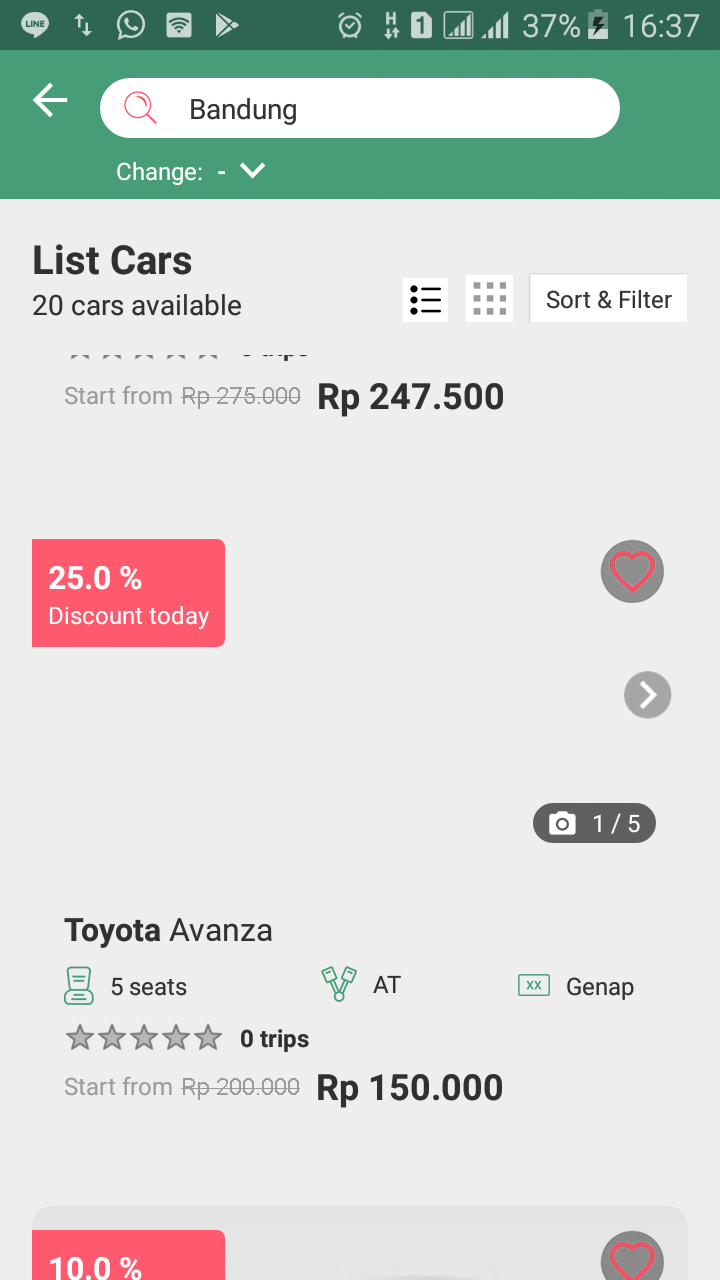 LINE
H 1 37% 16:37
Bandung
Change: -
List Cars
20 cars available
Sort & Filter
trips
Start from Rp 275.000 Rp 247.500
25.0 %
Discount today
1 / 5
Toyota Avanza
5 seats AT XX Genap
0 trips
Start from Rp 200.000 Rp 150.000
10.0 %